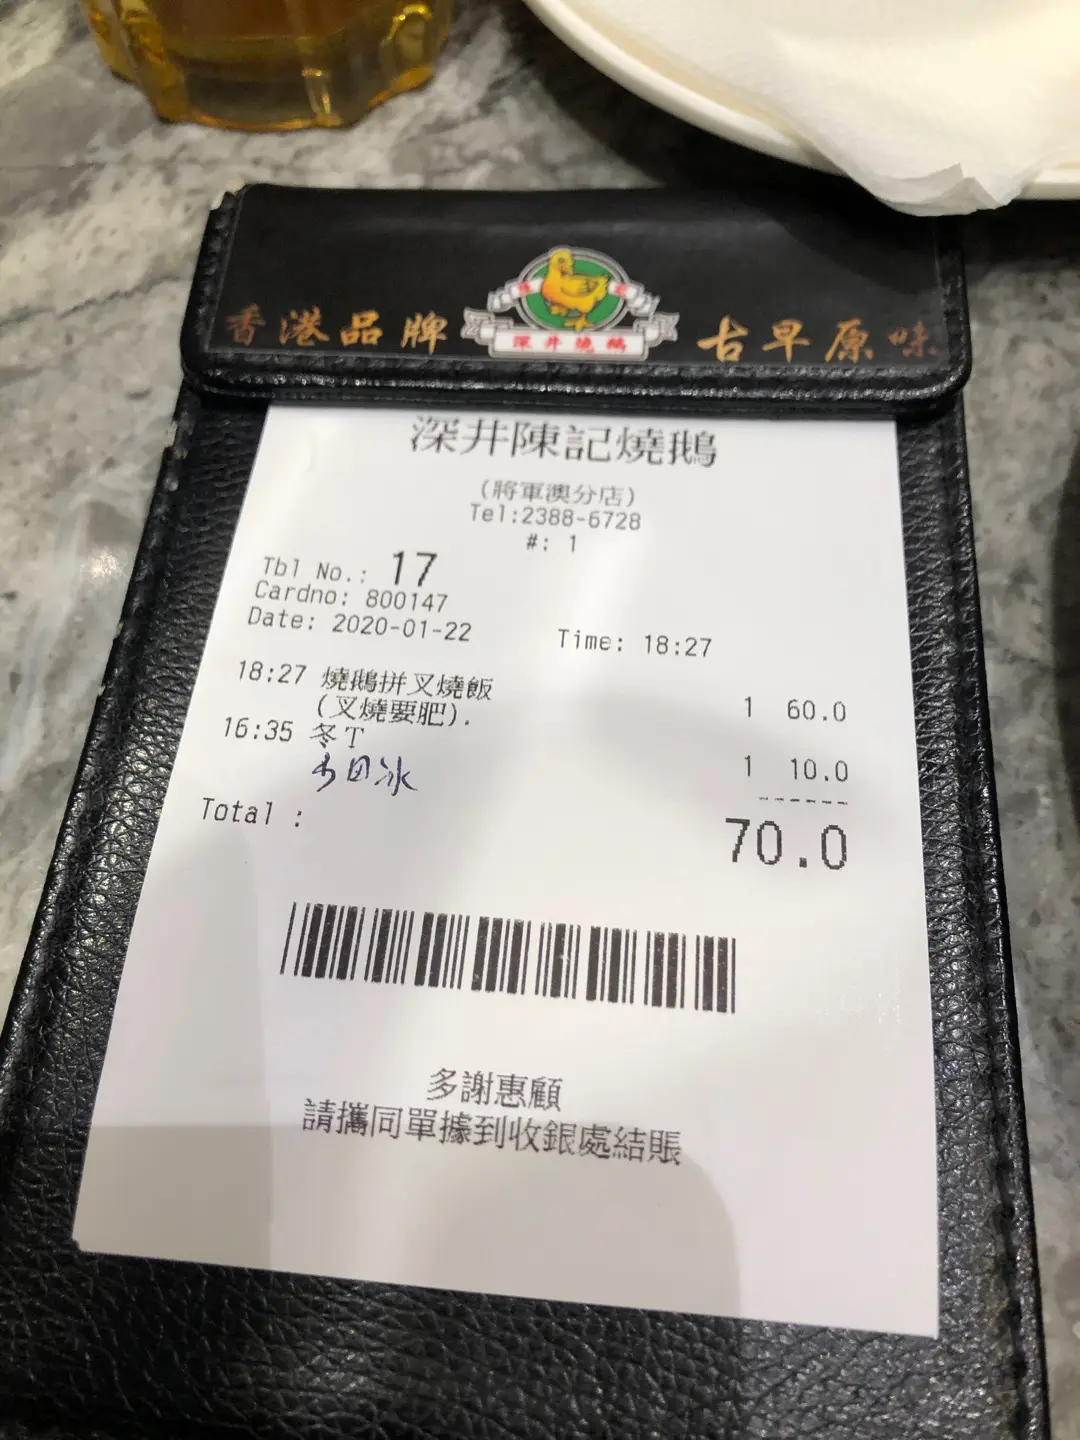 香港品牌 深井燒鵝 古早原味
深井陳記燒鵝
(將軍澳分店)
Tel:2388-6728
#: 1
Tbl No.: 17
Cardno: 800147
Date: 2020-01-22 Time: 18:27
18:27 燒鵝拼叉燒飯 1 60.0
(叉燒要肥).
16:35 冬T 1 10.0
少田冰
Total : 70.0
多謝惠顧
請攜同單據到收銀處結賬